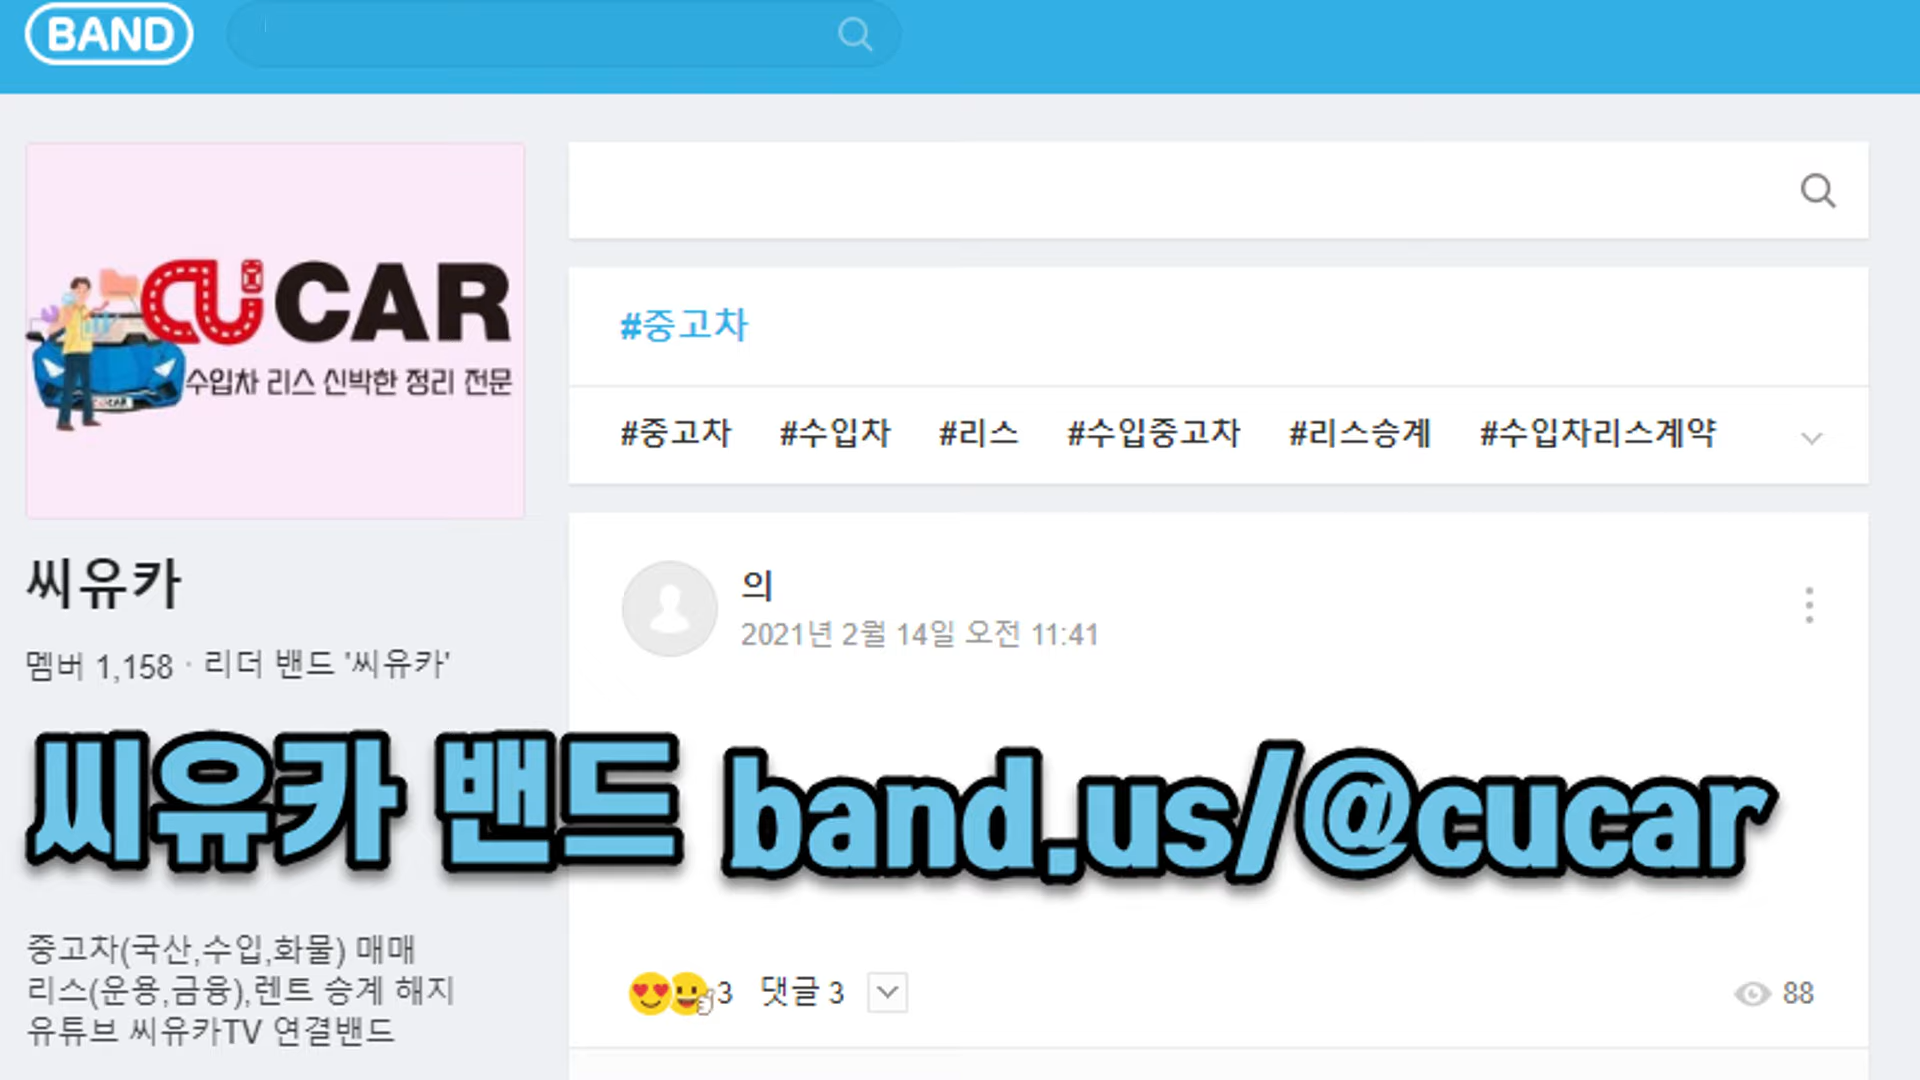 BAND
CU CAR
수입차 리스 신박한 정리 전문
CUCAR
씨유카
멤버 1,158 · 리더 밴드 '씨유카'
#중고차
#중고차 #수입차 #리스 #수입중고차 #리스승계 #수입차리스계약
의
2021년 2월 14일 오전 11:41
씨유카 밴드 band.us/@cucar
중고차(국산,수입,화물) 매매
리스(운용,금융),렌트 승계 해지
유튜브 씨유카TV 연결밴드
3 댓글 3
88